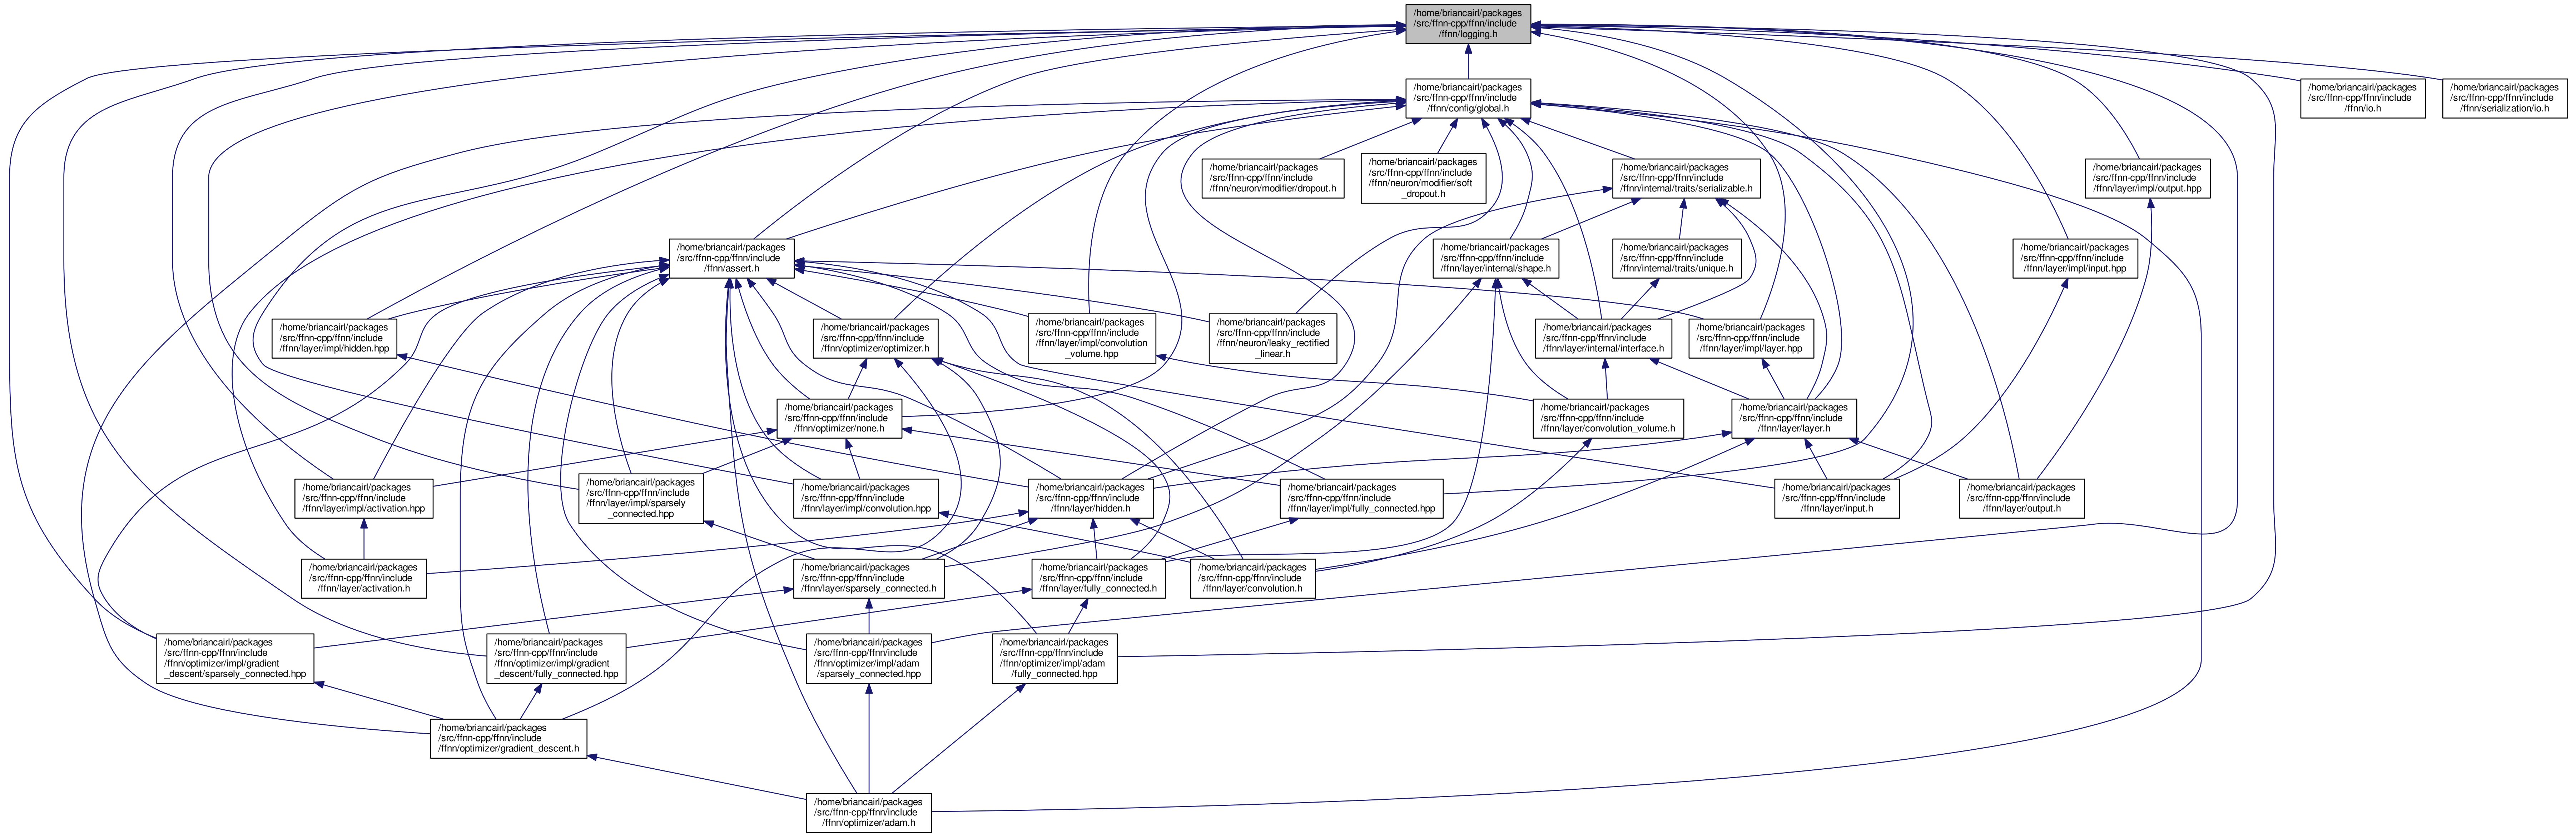 /home/briancairl/packages
/src/ffnn-cpp/ffnn/include
/ffnn/logging.h
/home/briancairl/packages
/src/ffnn-cpp/ffnn/include
/ffnn/config/global.h
/home/briancairl/packages
/src/ffnn-cpp/ffnn/include
/ffnn/io.h
/home/briancairl/packages
/src/ffnn-cpp/ffnn/include
/ffnn/serialization/io.h
/home/briancairl/packages
/src/ffnn-cpp/ffnn/include
/ffnn/neuron/modifier/dropout.h
/home/briancairl/packages
/src/ffnn-cpp/ffnn/include
/ffnn/neuron/modifier/soft
_dropout.h
/home/briancairl/packages
/src/ffnn-cpp/ffnn/include
/ffnn/internal/traits/serializable.h
/home/briancairl/packages
/src/ffnn-cpp/ffnn/include
/ffnn/layer/impl/output.hpp
/home/briancairl/packages
/src/ffnn-cpp/ffnn/include
/ffnn/assert.h
/home/briancairl/packages
/src/ffnn-cpp/ffnn/include
/ffnn/layer/internal/shape.h
/home/briancairl/packages
/src/ffnn-cpp/ffnn/include
/ffnn/internal/traits/unique.h
/home/briancairl/packages
/src/ffnn-cpp/ffnn/include
/ffnn/layer/impl/input.hpp
/home/briancairl/packages
/src/ffnn-cpp/ffnn/include
/ffnn/layer/impl/hidden.hpp
/home/briancairl/packages
/src/ffnn-cpp/ffnn/include
/ffnn/optimizer/optimizer.h
/home/briancairl/packages
/src/ffnn-cpp/ffnn/include
/ffnn/layer/impl/convolution
_volume.hpp
/home/briancairl/packages
/src/ffnn-cpp/ffnn/include
/ffnn/neuron/leaky_rectified
_linear.h
/home/briancairl/packages
/src/ffnn-cpp/ffnn/include
/ffnn/layer/internal/interface.h
/home/briancairl/packages
/src/ffnn-cpp/ffnn/include
/ffnn/layer/impl/layer.hpp
/home/briancairl/packages
/src/ffnn-cpp/ffnn/include
/ffnn/optimizer/none.h
/home/briancairl/packages
/src/ffnn-cpp/ffnn/include
/ffnn/layer/convolution_volume.h
/home/briancairl/packages
/src/ffnn-cpp/ffnn/include
/ffnn/layer/layer.h
/home/briancairl/packages
/src/ffnn-cpp/ffnn/include
/ffnn/layer/impl/activation.hpp
/home/briancairl/packages
/src/ffnn-cpp/ffnn/include
/ffnn/layer/impl/sparsely
_connected.hpp
/home/briancairl/packages
/src/ffnn-cpp/ffnn/include
/ffnn/layer/impl/convolution.hpp
/home/briancairl/packages
/src/ffnn-cpp/ffnn/include
/ffnn/layer/hidden.h
/home/briancairl/packages
/src/ffnn-cpp/ffnn/include
/ffnn/layer/impl/fully_connected.hpp
/home/briancairl/packages
/src/ffnn-cpp/ffnn/include
/ffnn/layer/input.h
/home/briancairl/packages
/src/ffnn-cpp/ffnn/include
/ffnn/layer/output.h
/home/briancairl/packages
/src/ffnn-cpp/ffnn/include
/ffnn/layer/activation.h
/home/briancairl/packages
/src/ffnn-cpp/ffnn/include
/ffnn/layer/sparsely_connected.h
/home/briancairl/packages
/src/ffnn-cpp/ffnn/include
/ffnn/layer/fully_connected.h
/home/briancairl/packages
/src/ffnn-cpp/ffnn/include
/ffnn/layer/convolution.h
/home/briancairl/packages
/src/ffnn-cpp/ffnn/include
/ffnn/optimizer/impl/gradient
_descent/sparsely_connected.hpp
/home/briancairl/packages
/src/ffnn-cpp/ffnn/include
/ffnn/optimizer/impl/gradient
_descent/fully_connected.hpp
/home/briancairl/packages
/src/ffnn-cpp/ffnn/include
/ffnn/optimizer/impl/adam
/sparsely_connected.hpp
/home/briancairl/packages
/src/ffnn-cpp/ffnn/include
/ffnn/optimizer/impl/adam
/fully_connected.hpp
/home/briancairl/packages
/src/ffnn-cpp/ffnn/include
/ffnn/optimizer/gradient_descent.h
/home/briancairl/packages
/src/ffnn-cpp/ffnn/include
/ffnn/optimizer/adam.h